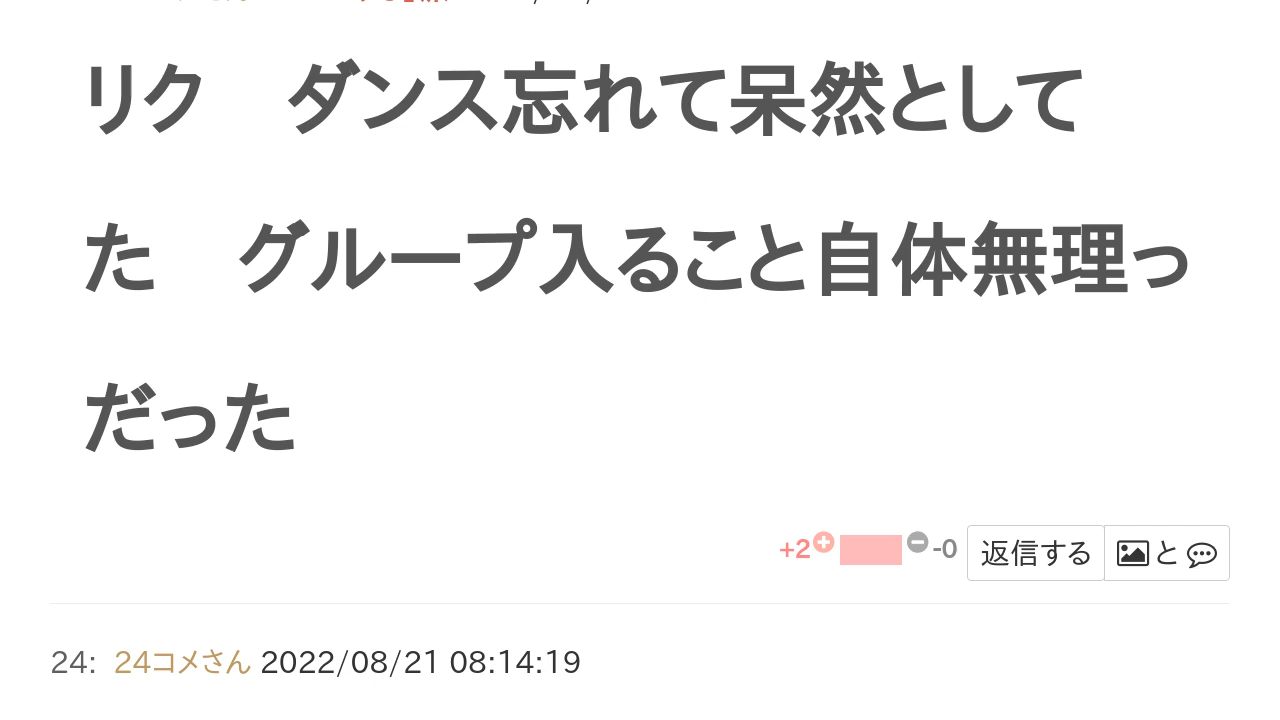 リク　ダンス忘れて呆然として
た　グループ入ること自体無理っ
だった
+2 -0 返信する と
24: 24コメさん 2022/08/21 08:14:19